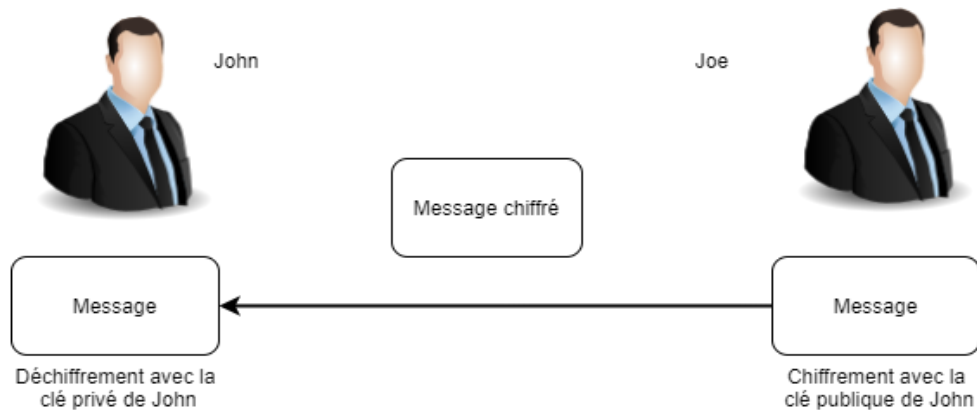 John
Joe
Message chiffré
Message
Message
Déchiffrement avec la
clé privé de John
Chiffrement avec la
clé publique de John